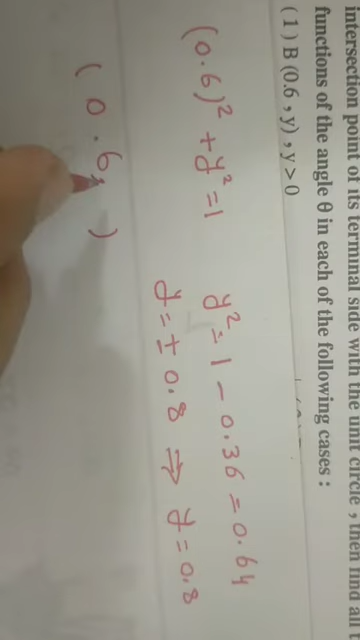 intersection point of its terminal side with the unit circle , then find all
functions of the angle θ in each of the following cases :
( 1 ) B (0.6 , y) , y > 0
(0.6)² + y² = 1
y² = 1 - 0.36 = 0.64
y = ± 0.8 ⇒ y = 0.8
( 0.6, )